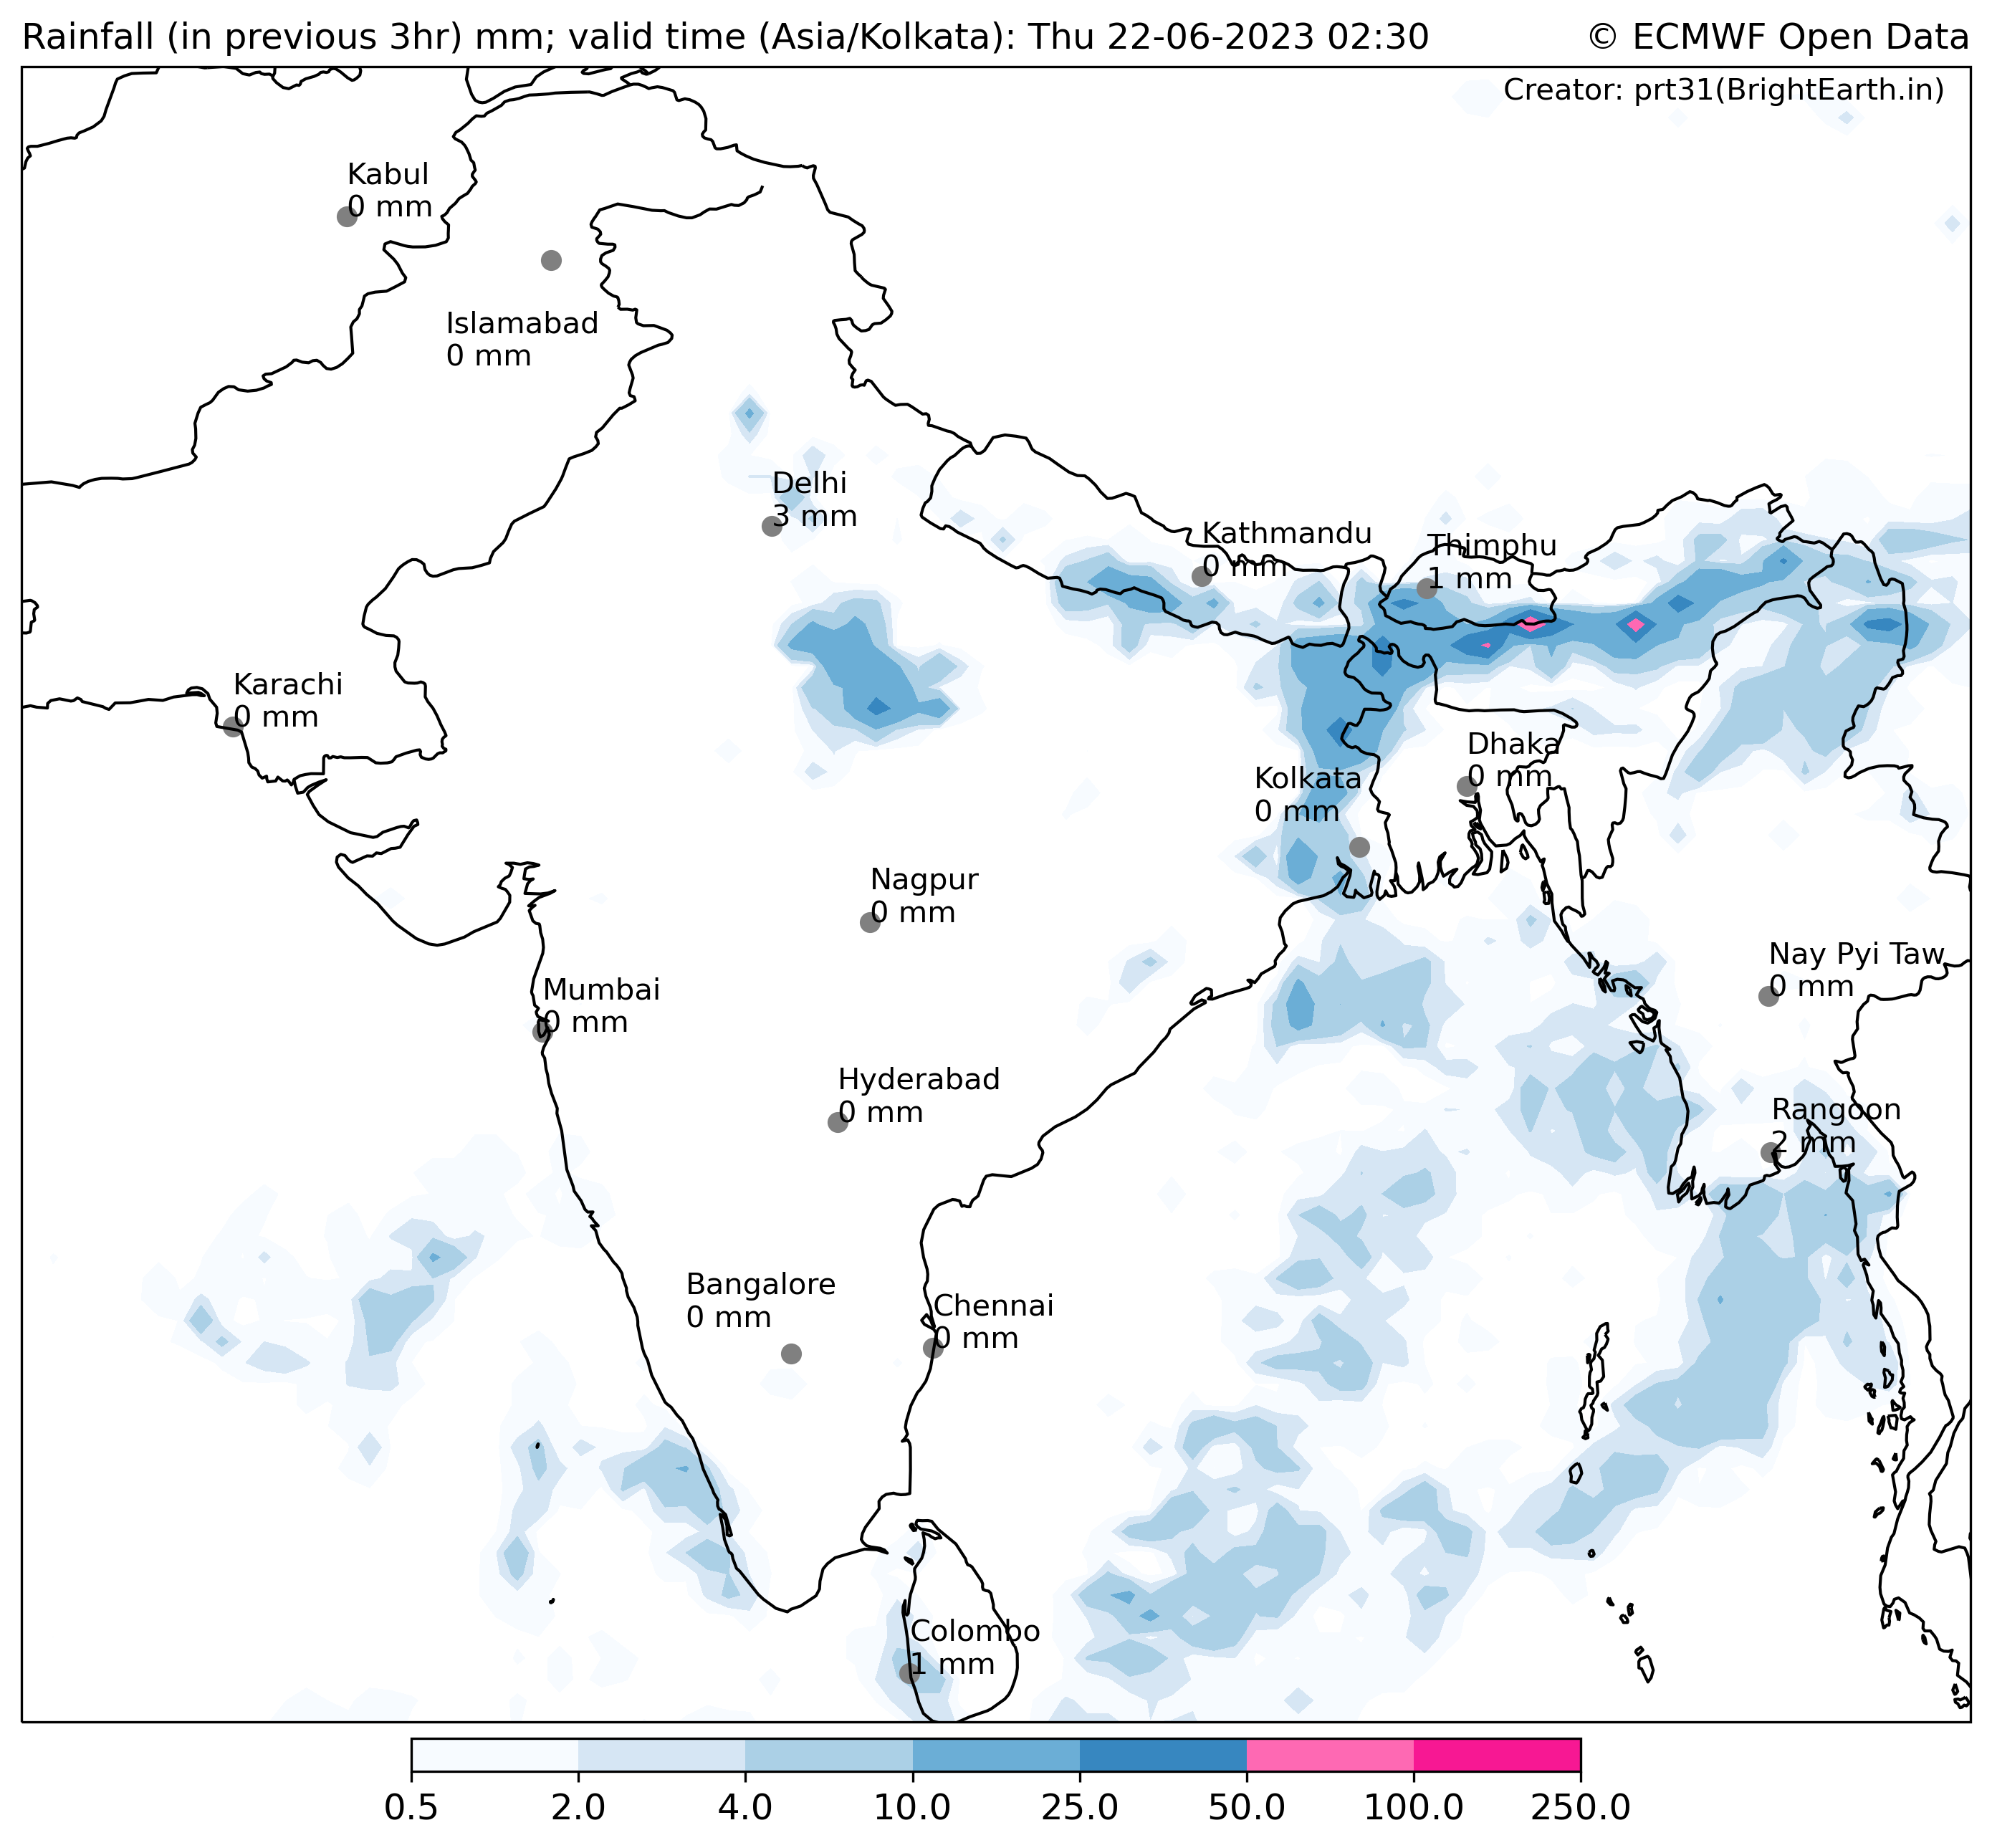 Rainfall (in previous 3hr) mm; valid time (Asia/Kolkata): Thu 22-06-2023 02:30
© ECMWF Open Data
Creator: prt31(BrightEarth.in)
Kabul
0 mm
Islamabad
0 mm
Delhi
3 mm
Kathmandu
0 mm
Thimphu
1 mm
Karachi
0 mm
Dhaka
0 mm
Kolkata
0 mm
Nagpur
0 mm
Nay Pyi Taw
0 mm
Mumbai
0 mm
Hyderabad
0 mm
Rangoon
2 mm
Bangalore
0 mm
Chennai
0 mm
Colombo
1 mm
0.5 2.0 4.0 10.0 25.0 50.0 100.0 250.0